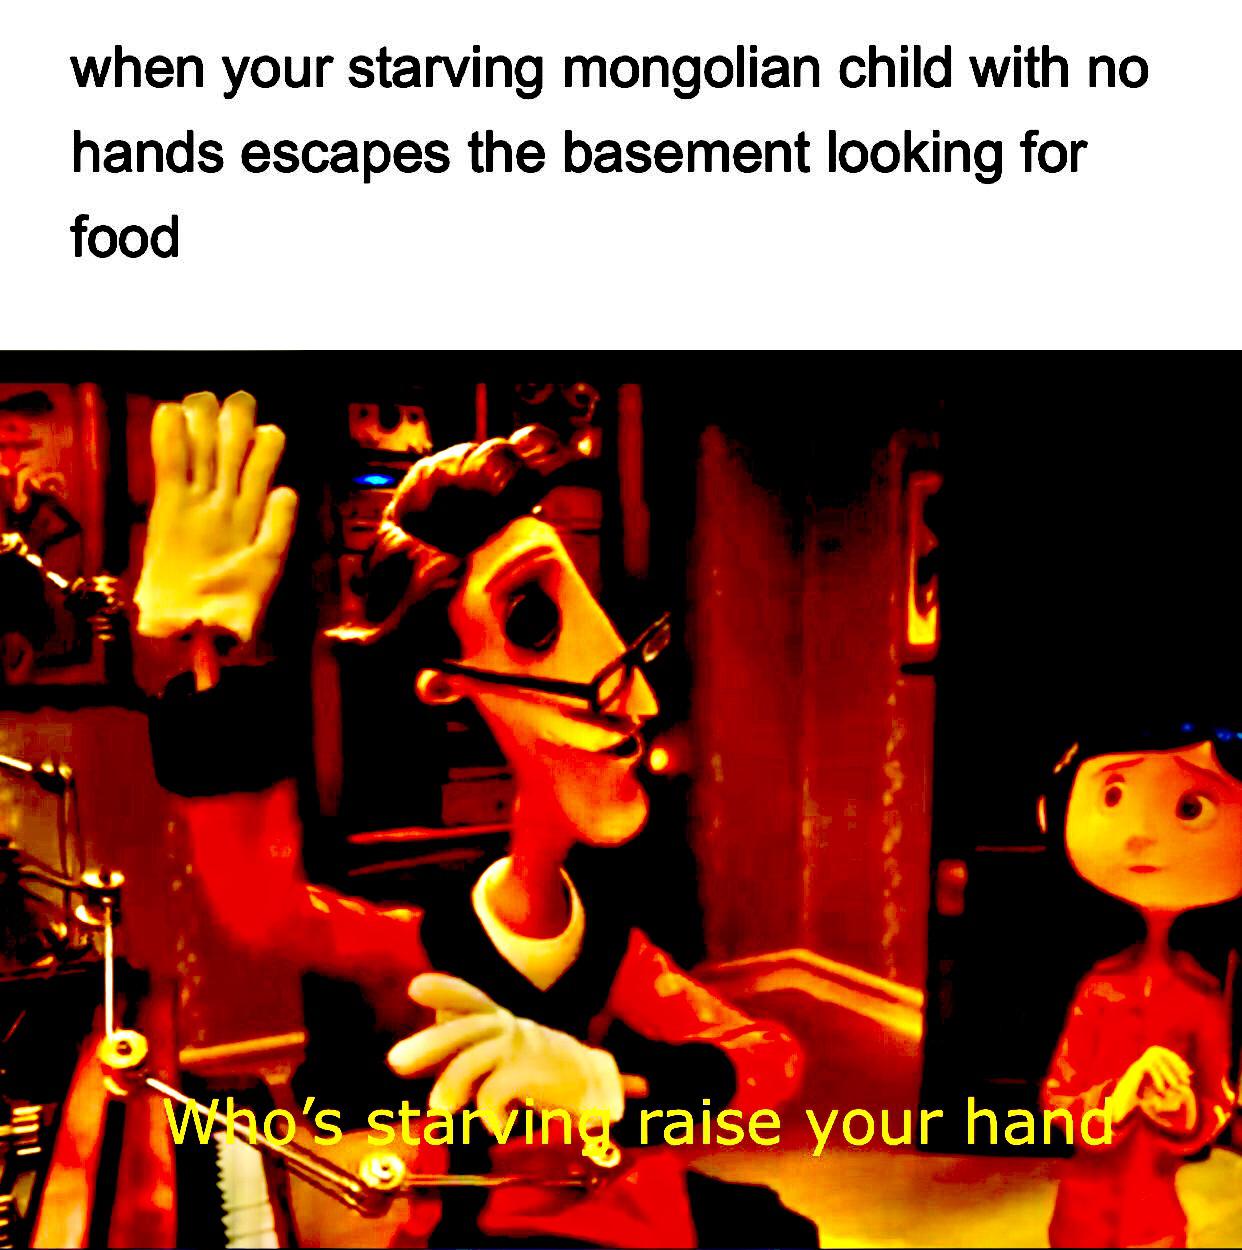 when your starving mongolian child with no
hands escapes the basement looking for
food
Who's starving raise your hand